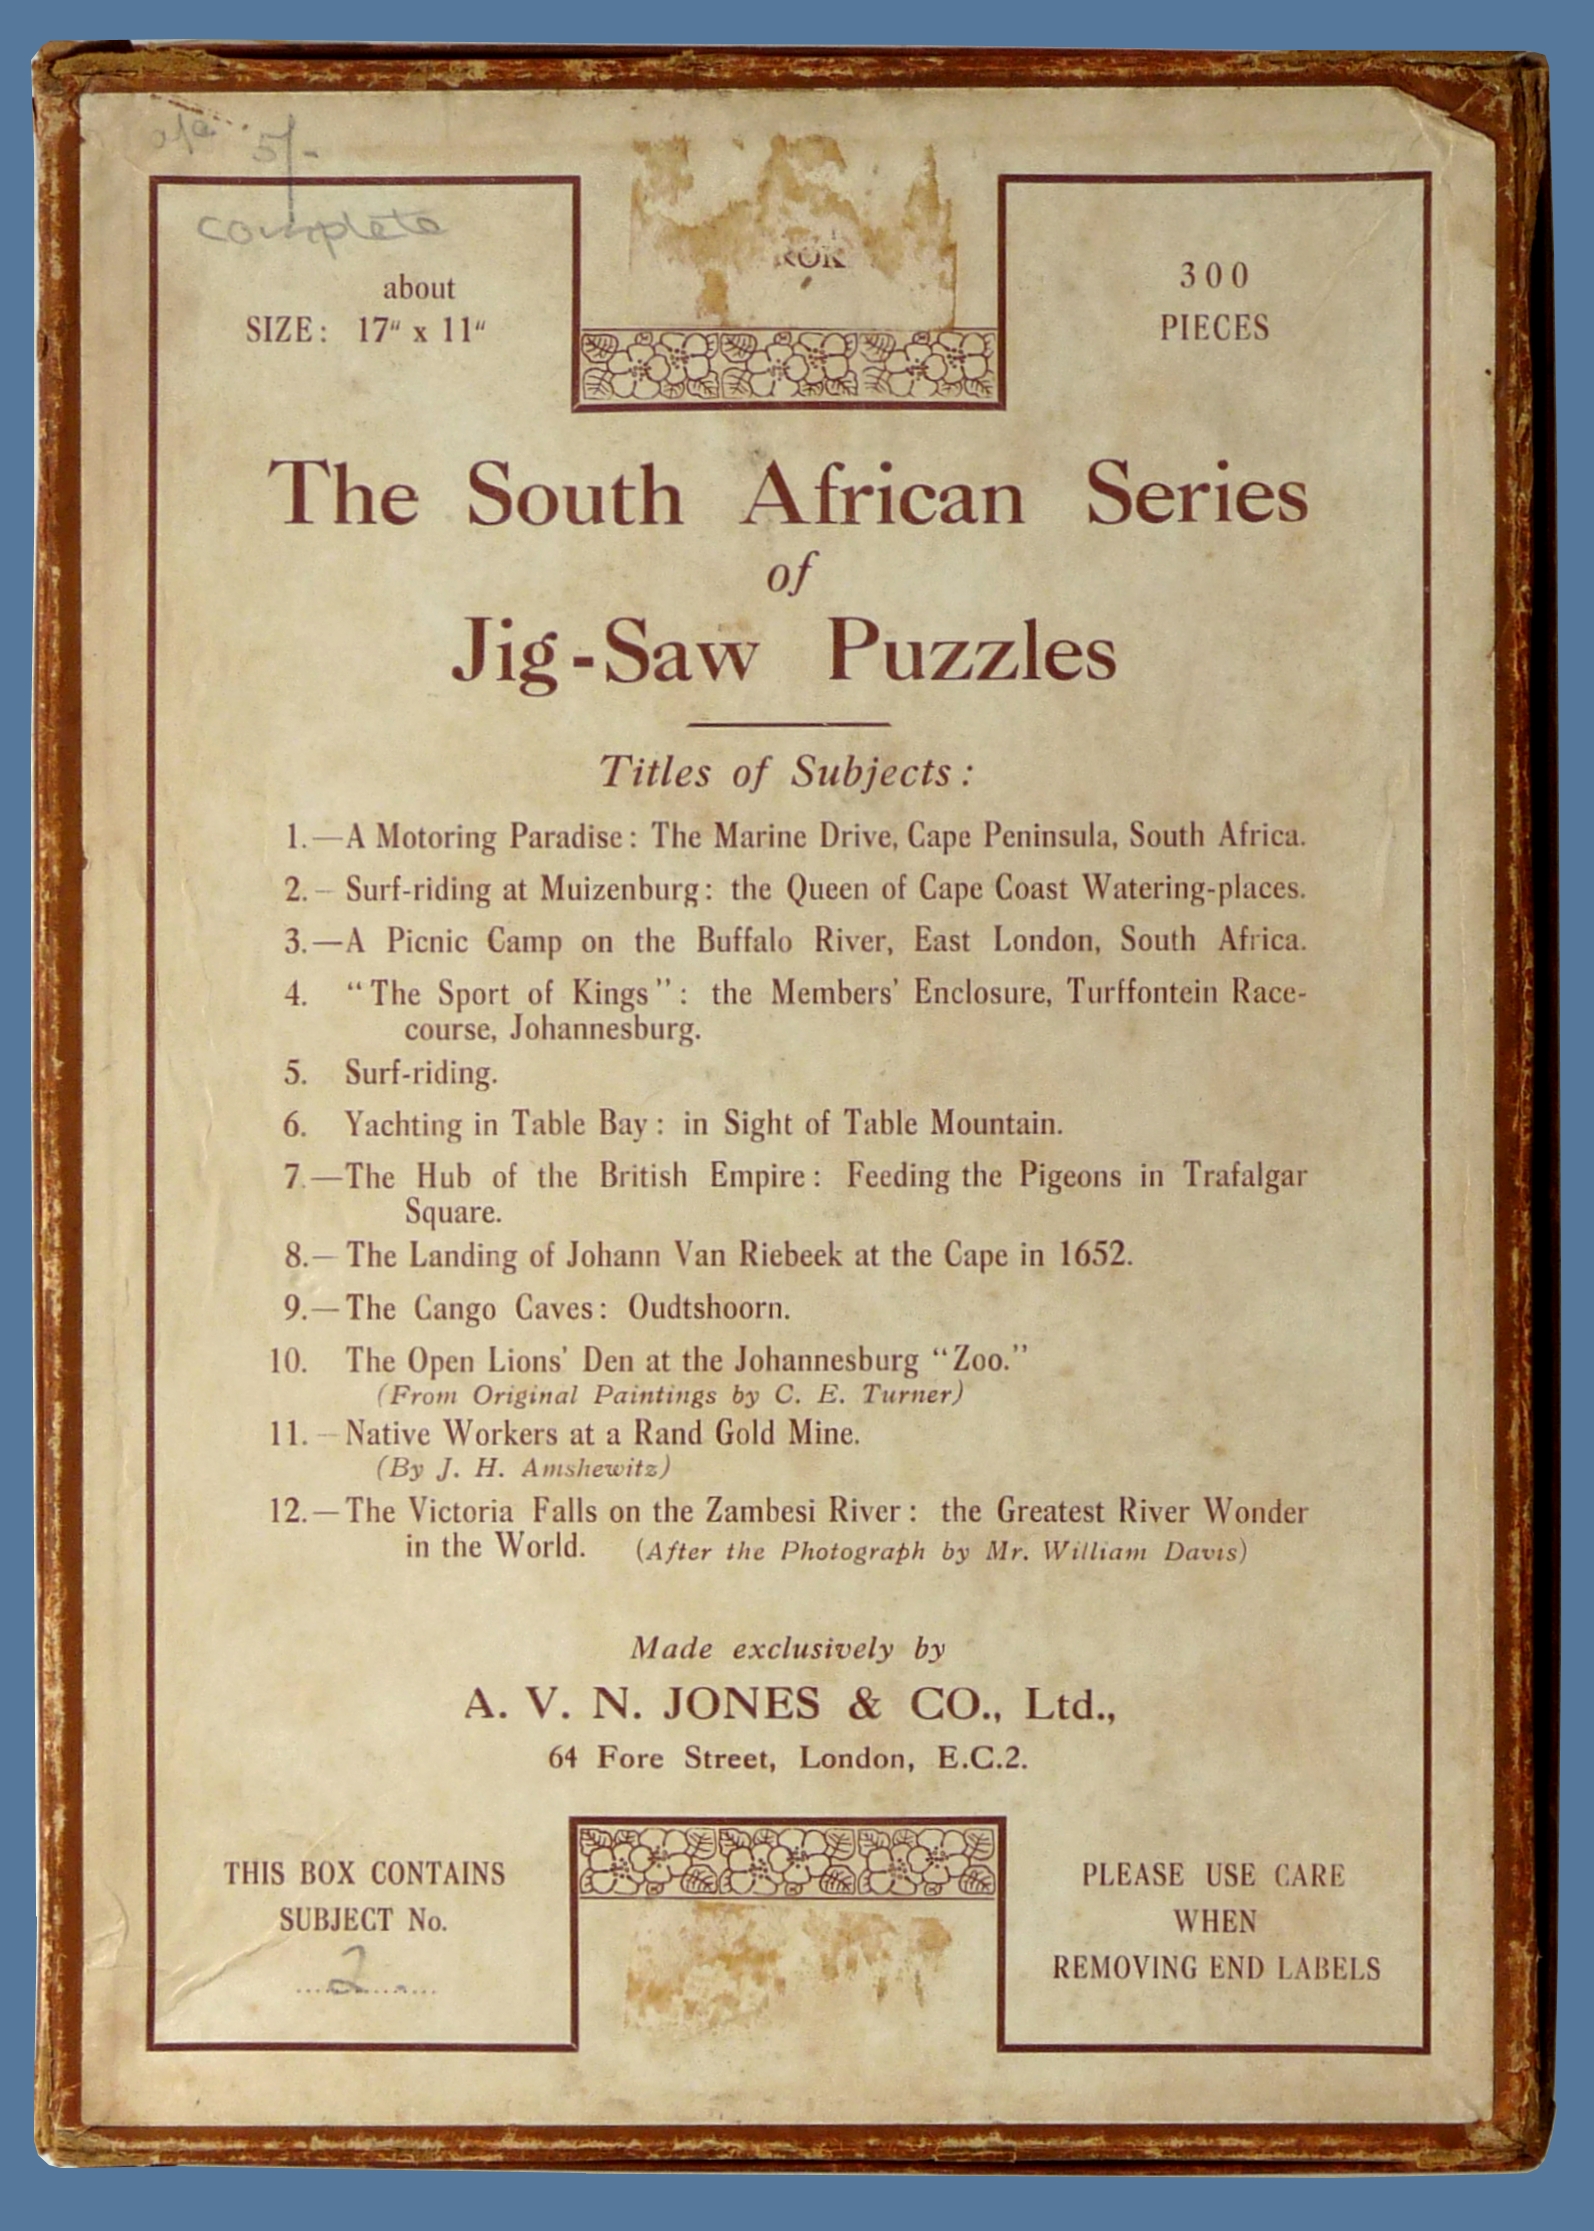 5/-
complete
about
SIZE: 17" x 11"
300
PIECES
The South African Series
of
Jig-Saw Puzzles
Titles of Subjects:
1.—A Motoring Paradise: The Marine Drive, Cape Peninsula, South Africa.
2.— Surf-riding at Muizenburg: the Queen of Cape Coast Watering-places.
3.—A Picnic Camp on the Buffalo River, East London, South Africa.
4. "The Sport of Kings": the Members' Enclosure, Turffontein Race-
course, Johannesburg.
5. Surf-riding.
6. Yachting in Table Bay: in Sight of Table Mountain.
7.—The Hub of the British Empire: Feeding the Pigeons in Trafalgar
Square.
8.— The Landing of Johann Van Riebeek at the Cape in 1652.
9.— The Cango Caves: Oudtshoorn.
10. The Open Lions' Den at the Johannesburg "Zoo."
(From Original Paintings by C. E. Turner)
11.— Native Workers at a Rand Gold Mine.
(By J. H. Amshewitz)
12.—The Victoria Falls on the Zambesi River: the Greatest River Wonder
in the World. (After the Photograph by Mr. William Davis)
Made exclusively by
A. V. N. JONES & CO., Ltd.,
64 Fore Street, London, E.C.2.
THIS BOX CONTAINS
SUBJECT No.
2
PLEASE USE CARE
WHEN
REMOVING END LABELS